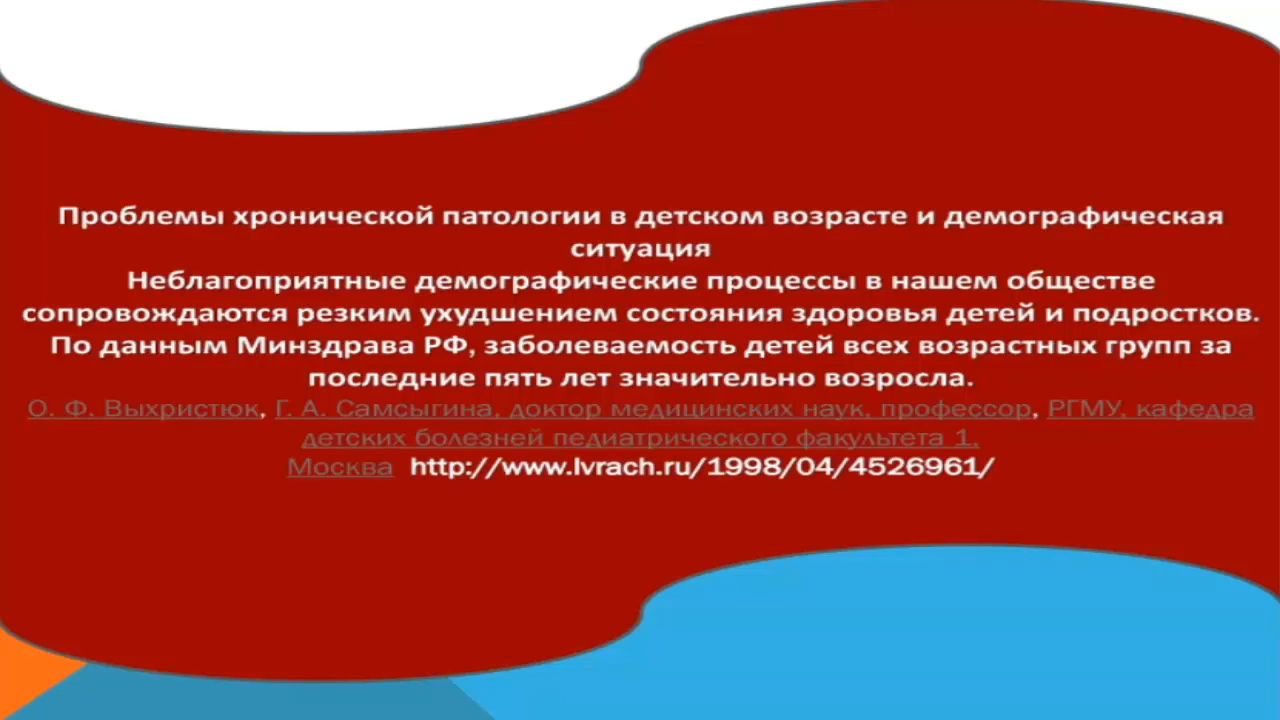 Проблемы хронической патологии в детском возрасте и демографическая
ситуация
Неблагоприятные демографические процессы в нашем обществе
сопровождаются резким ухудшением состояния здоровья детей и подростков.
По данным Минздрава РФ, заболеваемость детей всех возрастных групп за
последние пять лет значительно возросла.
О. Ф. Выхристюк, Г. А. Самсыгина, доктор медицинских наук, профессор, РГМУ, кафедра
детских болезней педиатрического факультета 1,
Москва http://www.lvrach.ru/1998/04/4526961/